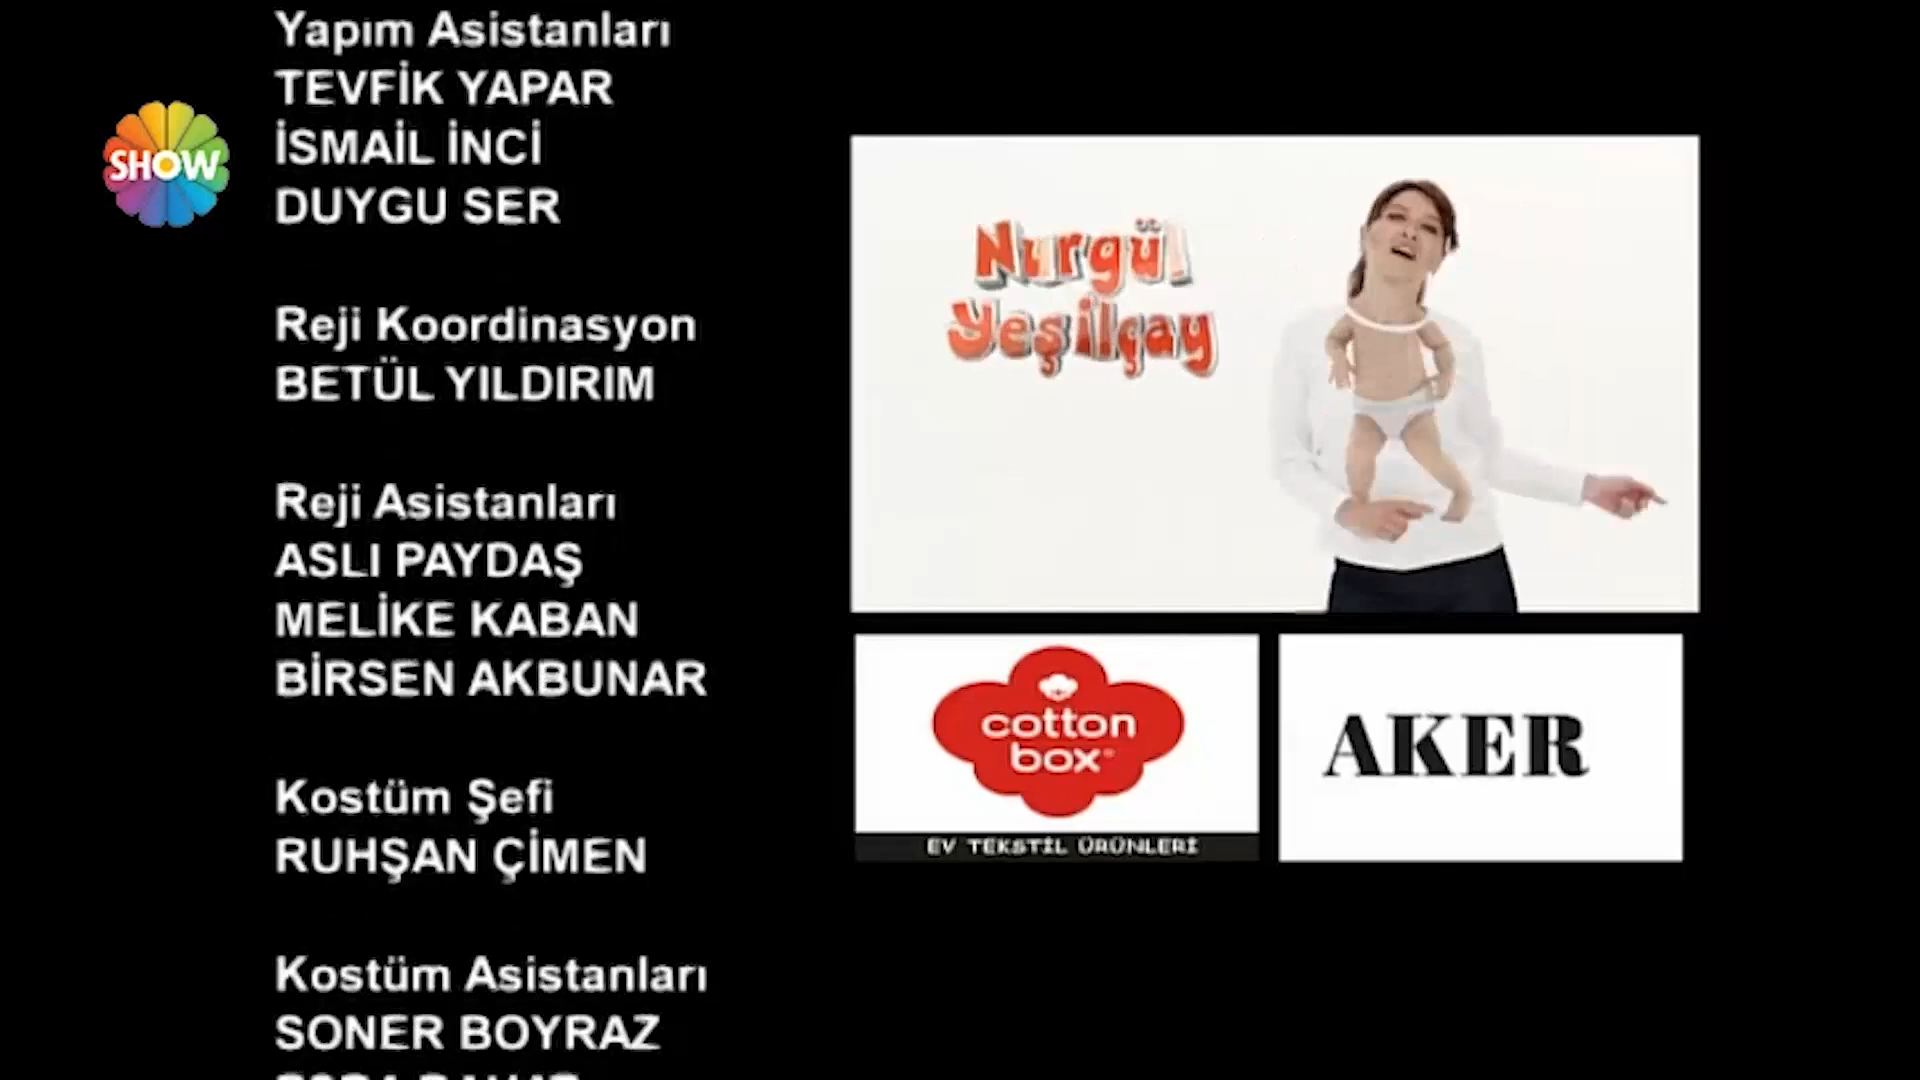 Yapım Asistanları
TEVFİK YAPAR
İSMAİL İNCİ
DUYGU SER
SHOW
Reji Koordinasyon
BETÜL YILDIRIM
Reji Asistanları
ASLI PAYDAŞ
MELİKE KABAN
BİRSEN AKBUNAR
Kostüm Şefi
RUHŞAN ÇİMEN
Kostüm Asistanları
SONER BOYRAZ
Nurgül
Yeşilçay
cotton
box
EV TEKSTİL ÜRÜNLERİ
AKER